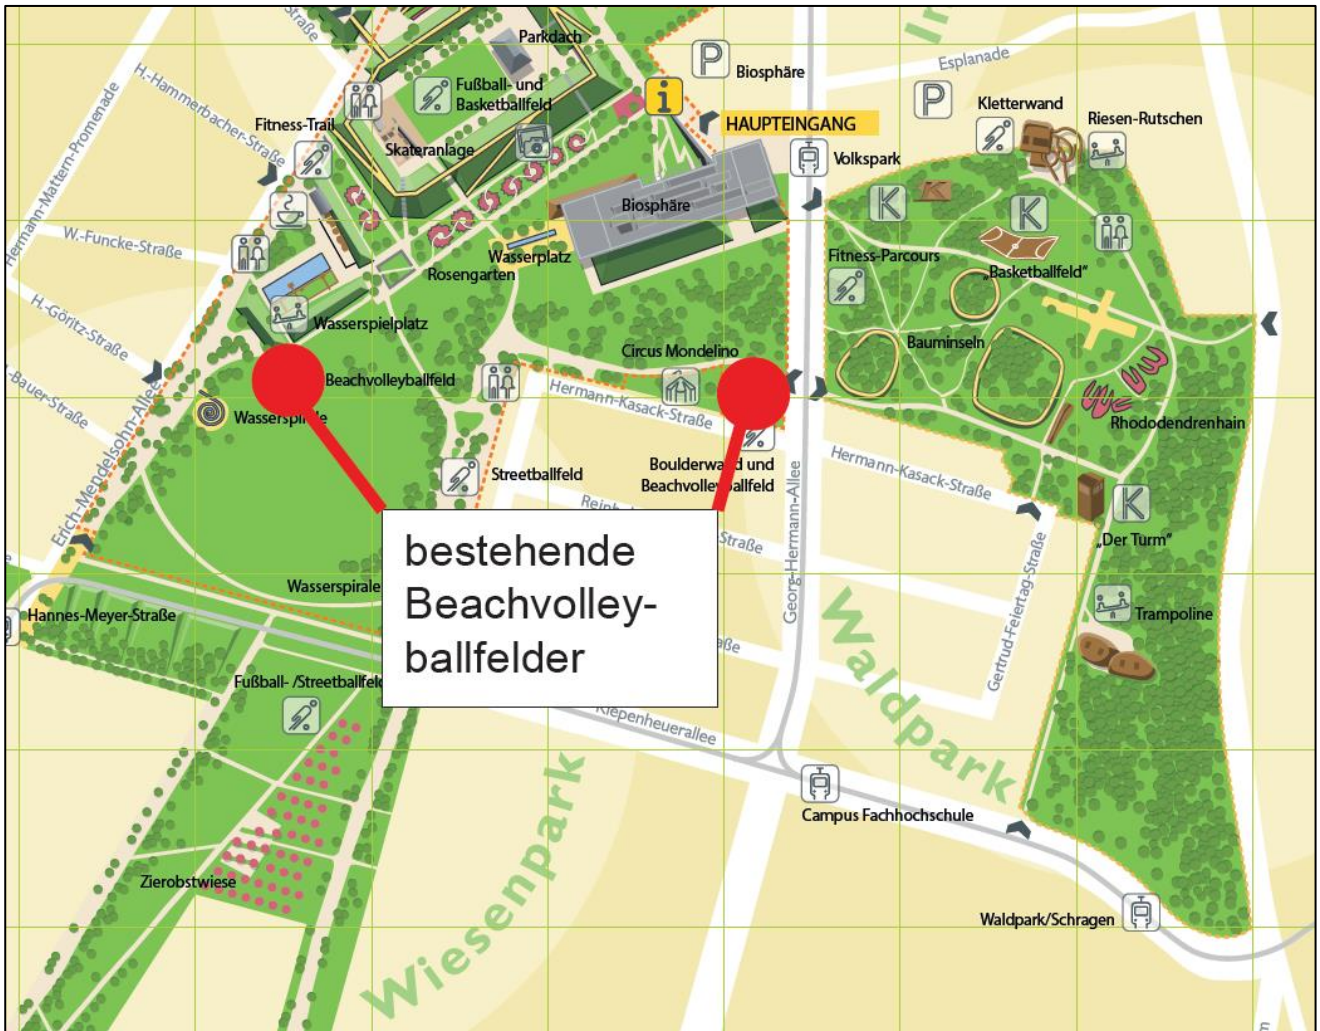 Parkdach
P
Biosphäre
Esplanade
P
Kletterwand
Riesen-Rutschen
Fußball- und
Basketballfeld
i
HAUPTEINGANG
H.-Hammerbacher-Straße
Hermann-Mattern-Promenade
Fitness-Trail
Skateranlage
Volkspark
Biosphäre
K
K
K
W.-Funcke-Straße
Wasserplatz
Rosengarten
Fitness-Parcours
„Basketballfeld"
H.-Göritz-Straße
Wasserspielplatz
Bauminseln
Circus Mondelino
-Bauer-Straße
Beachvolleyballfeld
Hermann-Kasack-Straße
Rhododendrenhain
Erich-Mendelsohn-Allee
Streetballfeld
Boulderwand und
Hermann-Kasack-Straße
Georg-Hermann-Allee
K
„Der Turm"
-Straße
bestehende
Beachvolley-
ballfelder
Wasserspirale
Hannes-Meyer-Straße
Gertrud-Feiertag-Straße
Trampoline
Waldpark
Kiepenheuerallee
Campus Fachhochschule
Wiesenpark
Zierobstwiese
Waldpark/Schragen